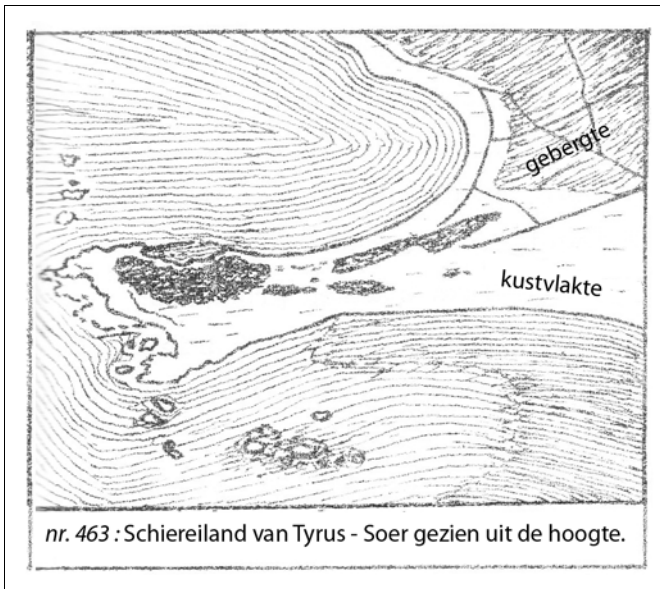 gebergte
kustvlakte
nr. 463 : Schiereiland van Tyrus - Soer gezien uit de hoogte.